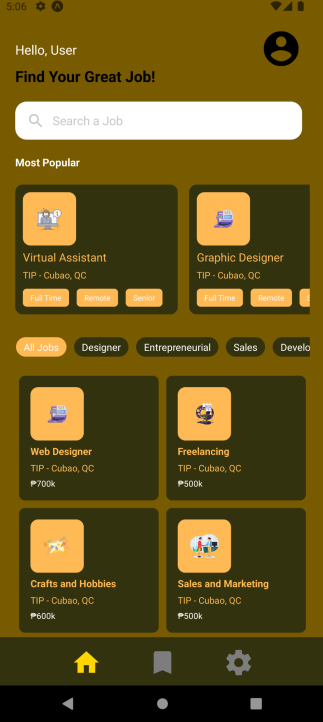 5:06
Hello, User
Find Your Great Job!
Search a Job
Most Popular
Virtual Assistant
TIP - Cubao, QC
Full Time
Remote
Senior
Graphic Designer
TIP - Cubao, QC
Full Time
Remote
S
All Jobs
Designer
Entrepreneurial
Sales
Develo
Web Designer
TIP - Cubao, QC
₱700k
Freelancing
TIP - Cubao, QC
₱500k
Crafts and Hobbies
TIP - Cubao, QC
₱600k
Sales and Marketing
TIP - Cubao, QC
₱500k